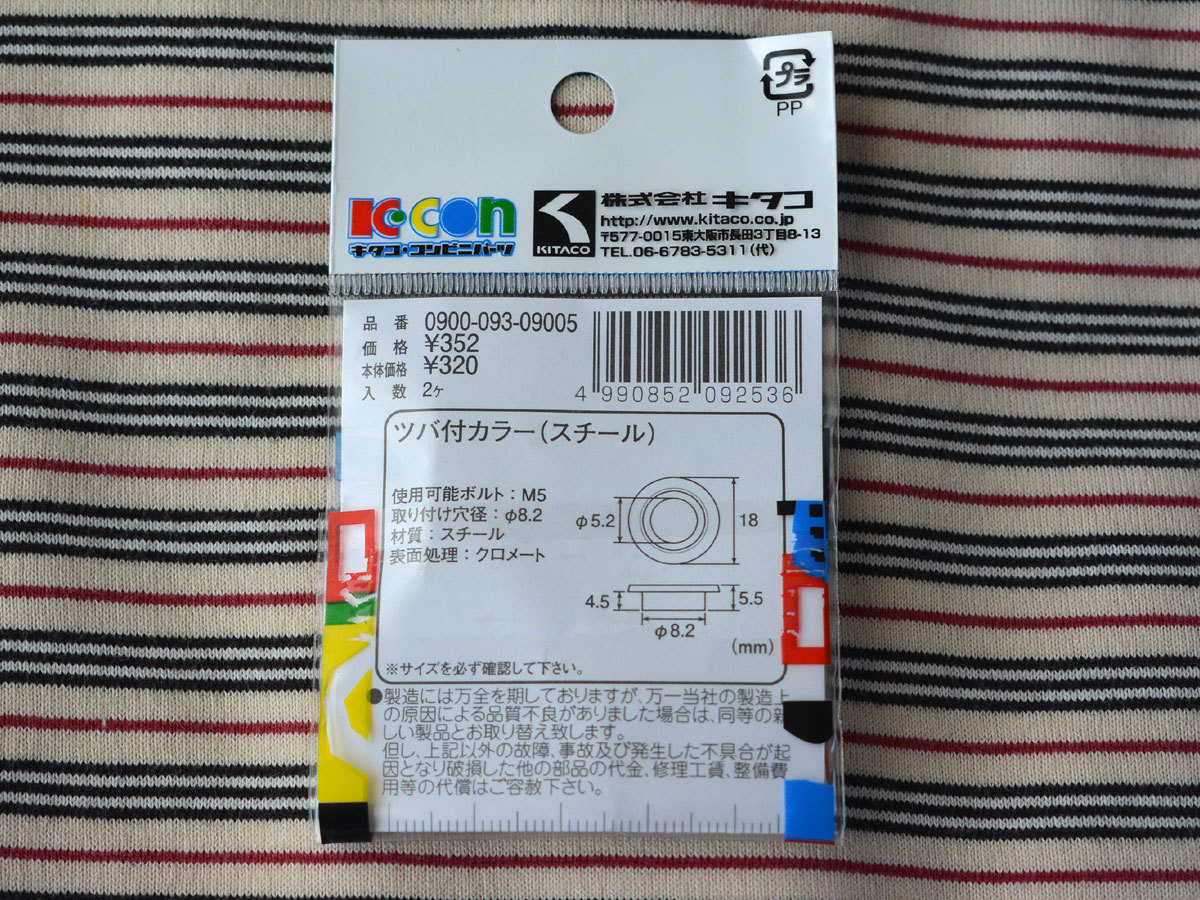 プラ
PP
K・CON
キタコ・コンビニパーツ
KITACO
株式会社 キタコ
http://www.kitaco.co.jp
〒577-0015東大阪市長田3丁目8-13
TEL.06-6783-5311(代)
品 番 0900-093-09005
価 格 ¥352
本体価格 ¥320
入 数 2ヶ
4 990852 092536
ツバ付カラー(スチール)
使用可能ボルト:M5
取り付け穴径:φ8.2
材質:スチール
表面処理:クロメート
φ5.2
18
4.5
5.5
φ8.2
(mm)
※サイズを必ず確認して下さい。
●製造には万全を期しておりますが、万一当社の製造上
の原因による品質不良がありました場合は、同等の新
しい製品とお取り替え致します。
但し、上記以外の故障、事故及び発生した不具合が起
因となり破損した他の部品の代金、修理工賃、整備費
用等の代償はご容赦下さい。